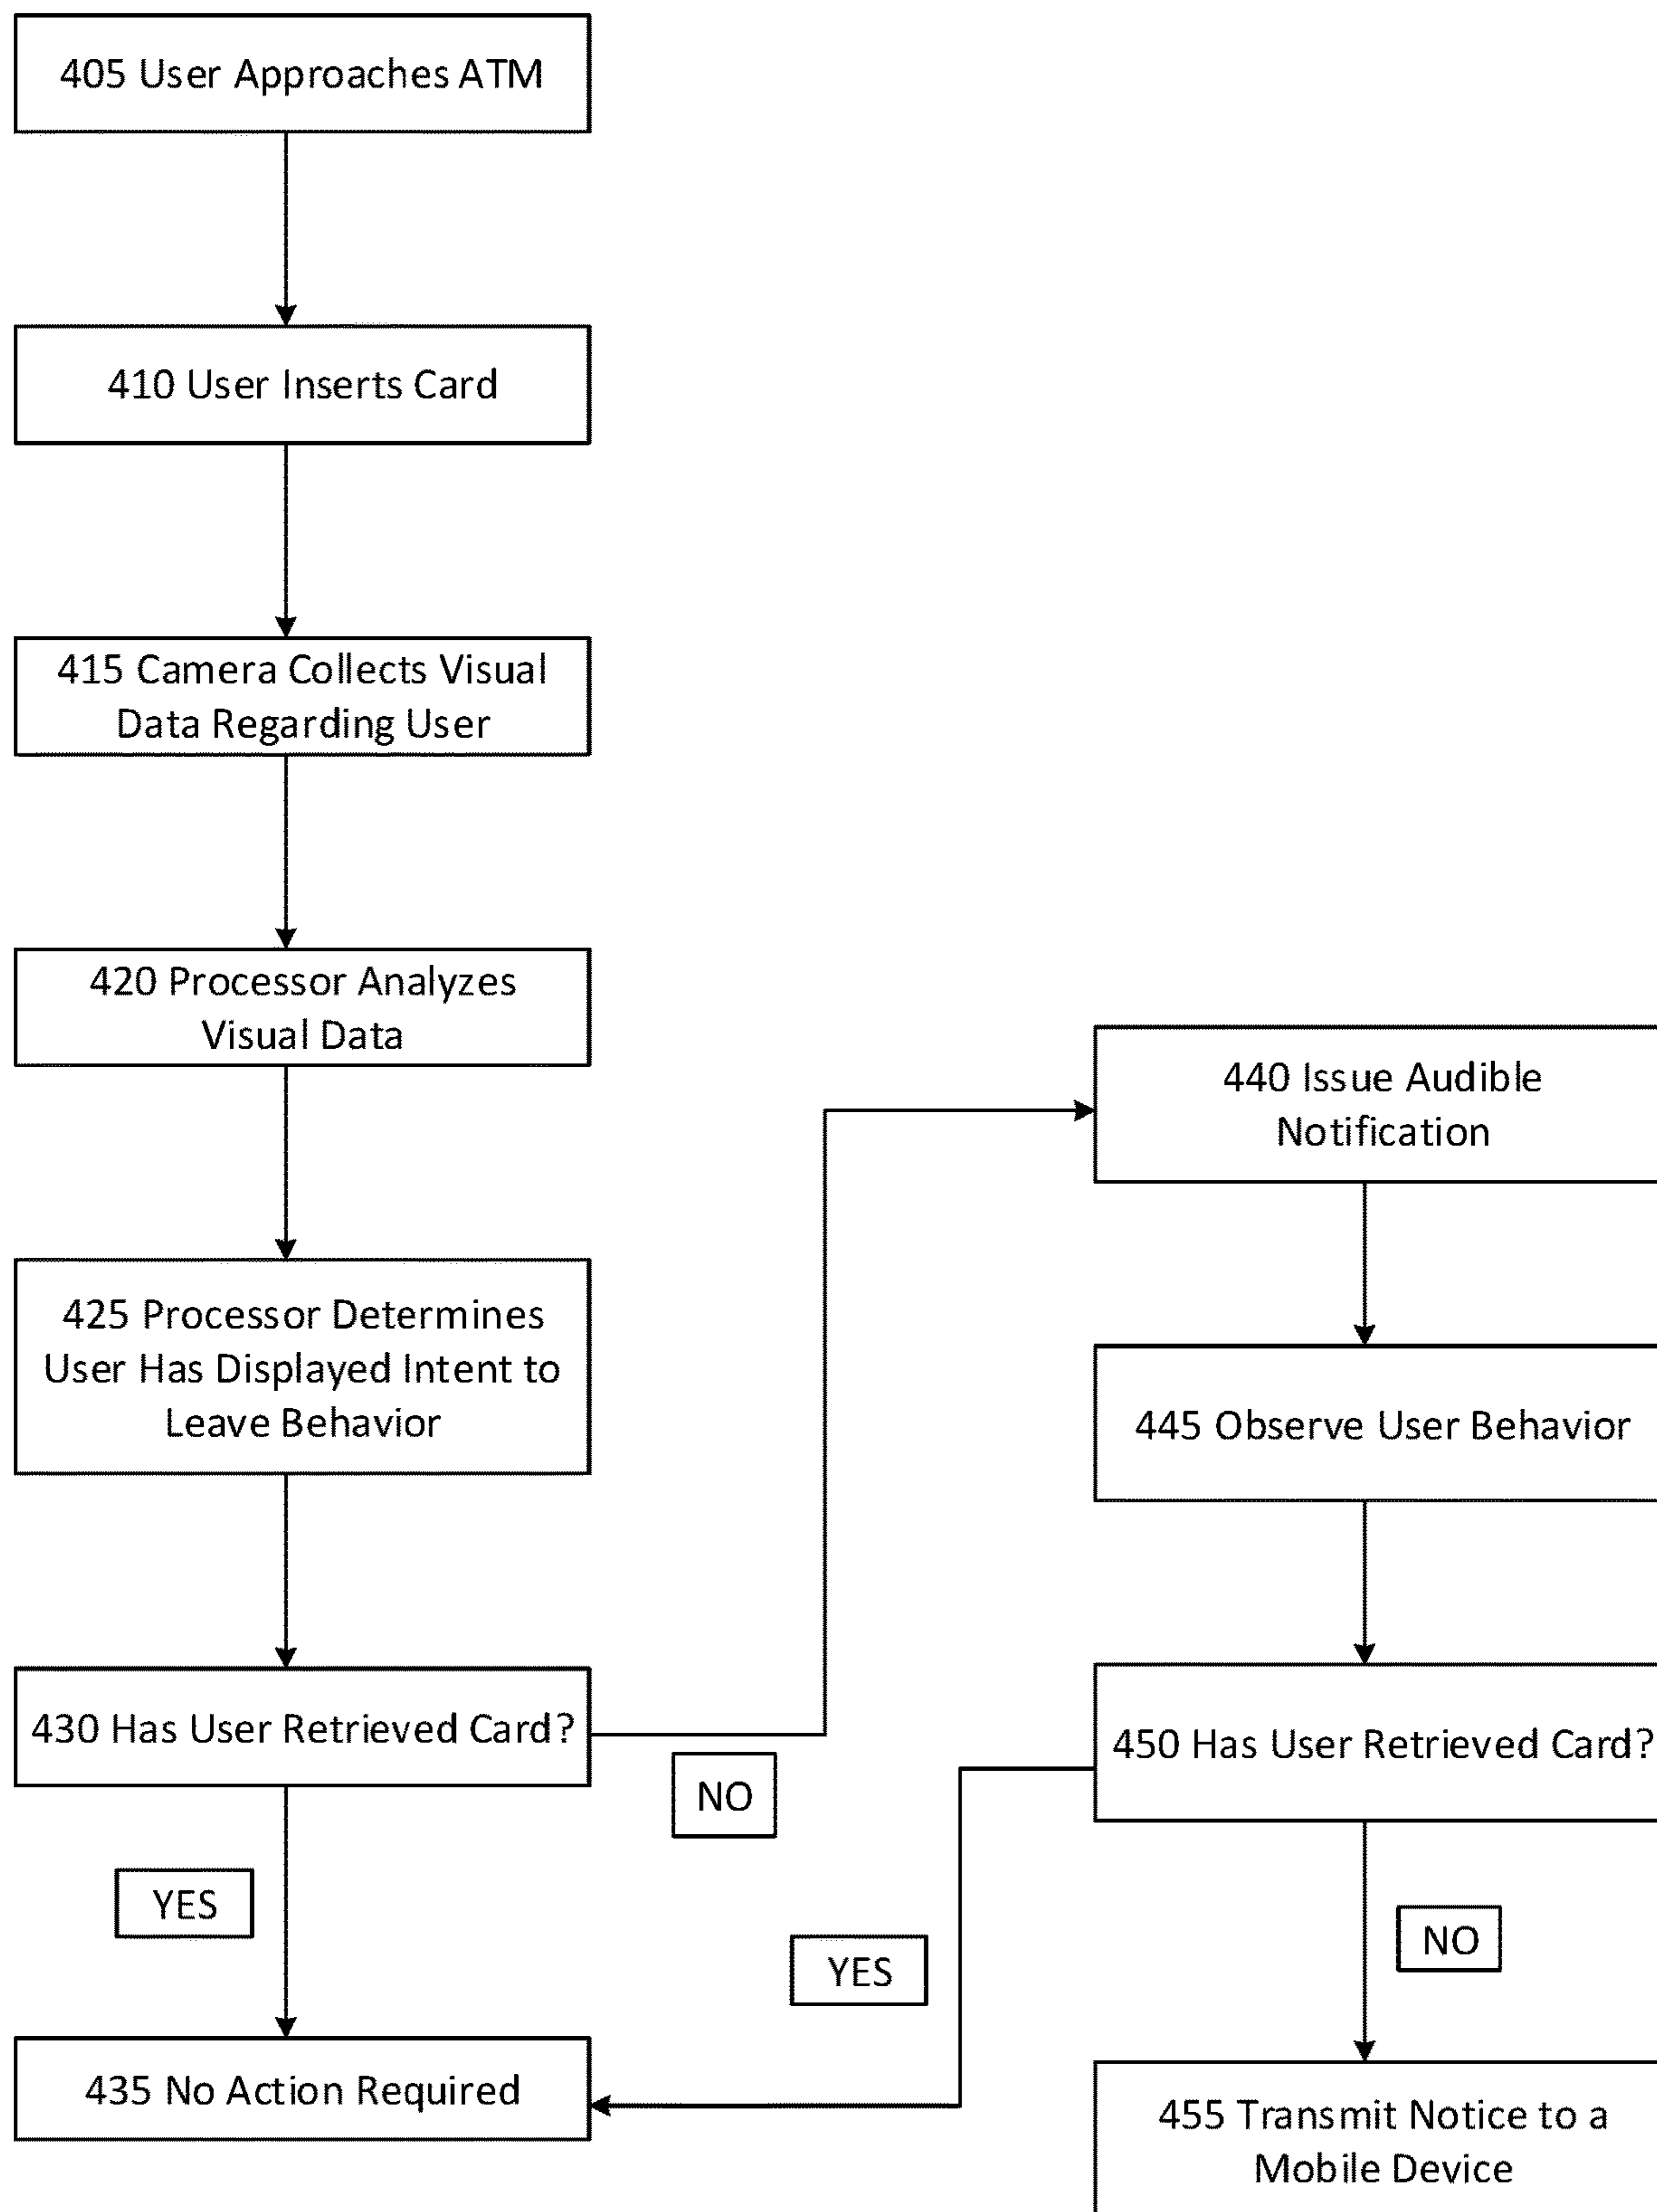 405 User Approaches ATM
410 User Inserts Card
415 Camera Collects Visual
Data Regarding User
420 Processor Analyzes
Visual Data
425 Processor Determines
User Has Displayed Intent to
Leave Behavior
430 Has User Retrieved Card?
NO
YES
435 No Action Required
440 Issue Audible
Notification
445 Observe User Behavior
450 Has User Retrieved Card?
YES
NO
455 Transmit Notice to a
Mobile Device